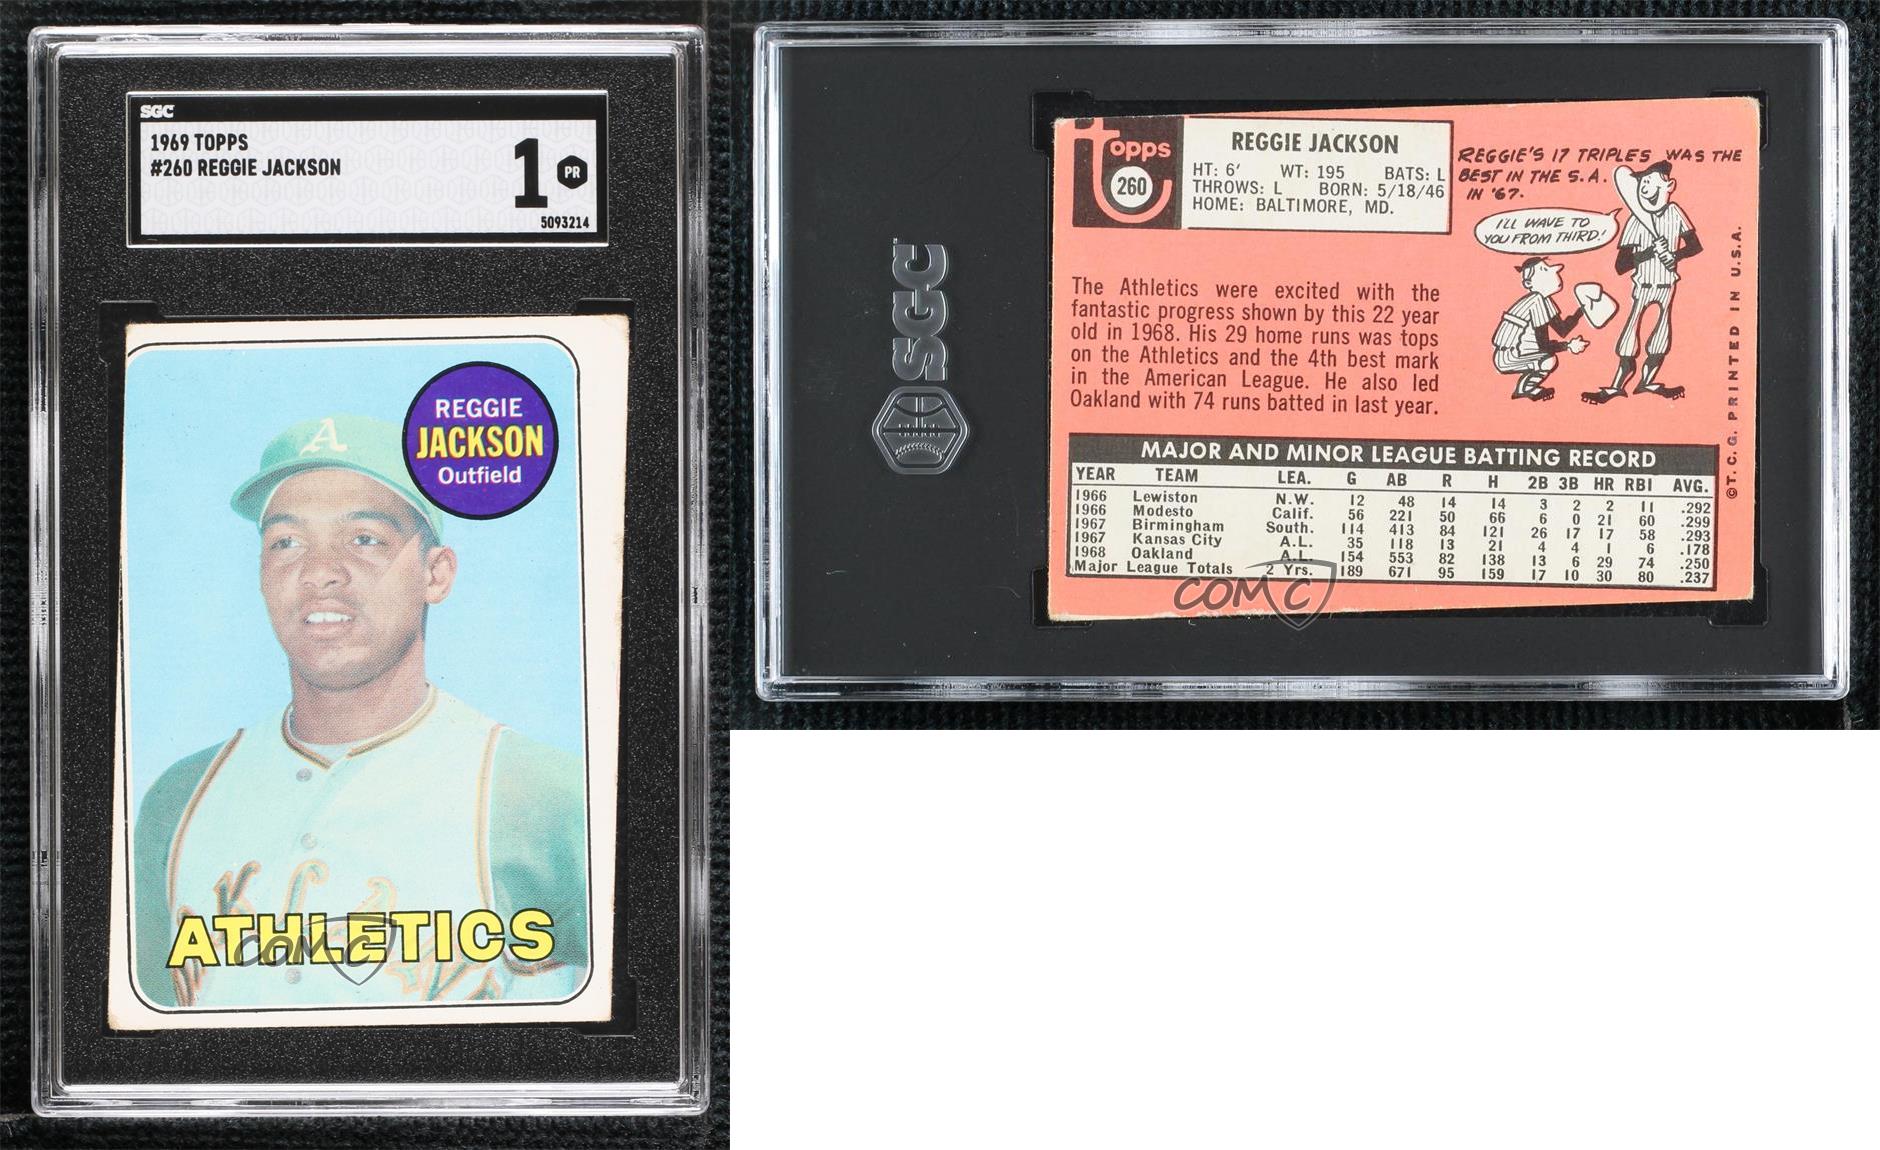 SGC
1969 TOPPS
#260 REGGIE JACKSON
1
PR
5093214
REGGIE
JACKSON
Outfield
A
ATHLETICS
COMC
SGC
topps
260
REGGIE JACKSON
HT: 6' WT: 195 BATS: L
THROWS: L BORN: 5/18/46
HOME: BALTIMORE, MD.
REGGIE'S 17 TRIPLES WAS THE
BEST IN THE S.A.
IN '67.
I'LL WAVE TO
YOU FROM THIRD!
The Athletics were excited with the
fantastic progress shown by this 22 year
old in 1968. His 29 home runs was tops
on the Athletics and the 4th best mark
in the American League. He also led
Oakland with 74 runs batted in last year.
©T.C.G. PRINTED IN U.S.A.
MAJOR AND MINOR LEAGUE BATTING RECORD
YEAR TEAM LEA. G AB R H 2B 3B HR RBI AVG.
1966 Lewiston N.W. 12 48 14 14 3 2 2 11 .292
1966 Modesto Calif. 56 221 50 66 6 0 21 60 .299
1967 Birmingham South. 114 413 84 121 26 17 17 58 .293
1967 Kansas City A.L. 35 118 13 21 4 4 1 6 .178
1968 Oakland A.L. 154 553 82 138 13 6 29 74 .250
Major League Totals 2 Yrs. 189 671 95 159 17 10 30 80 .237
COMC